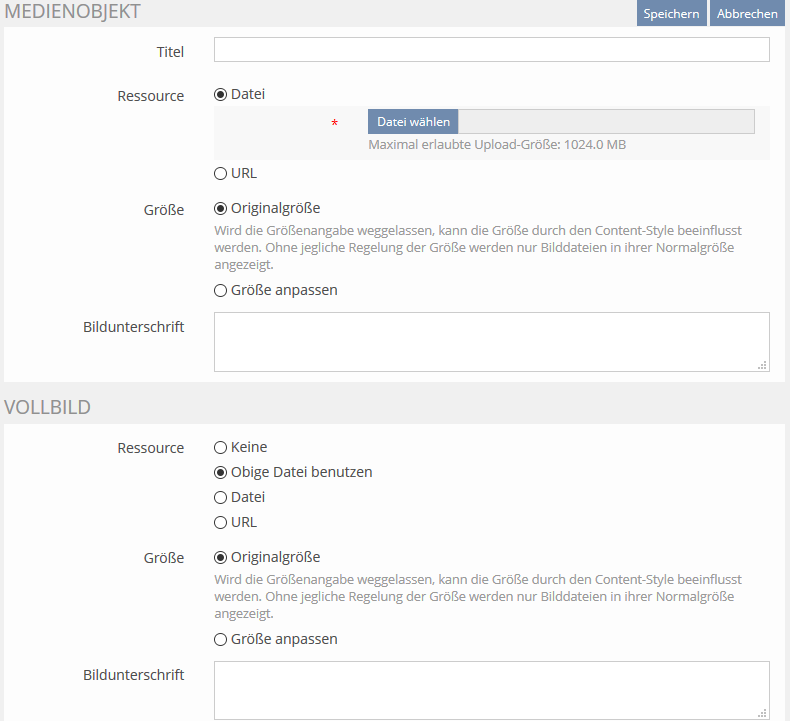 MEDIENOBJEKT
Speichern
Abbrechen
Titel
Ressource
Datei
*
Datei wählen
Maximal erlaubte Upload-Größe: 1024.0 MB
URL
Größe
Originalgröße
Wird die Größenangabe weggelassen, kann die Größe durch den Content-Style beeinflusst
werden. Ohne jegliche Regelung der Größe werden nur Bilddateien in ihrer Normalgröße
angezeigt.
Größe anpassen
Bildunterschrift
VOLLBILD
Ressource
Keine
Obige Datei benutzen
Datei
URL
Größe
Originalgröße
Wird die Größenangabe weggelassen, kann die Größe durch den Content-Style beeinflusst
werden. Ohne jegliche Regelung der Größe werden nur Bilddateien in ihrer Normalgröße
angezeigt.
Größe anpassen
Bildunterschrift